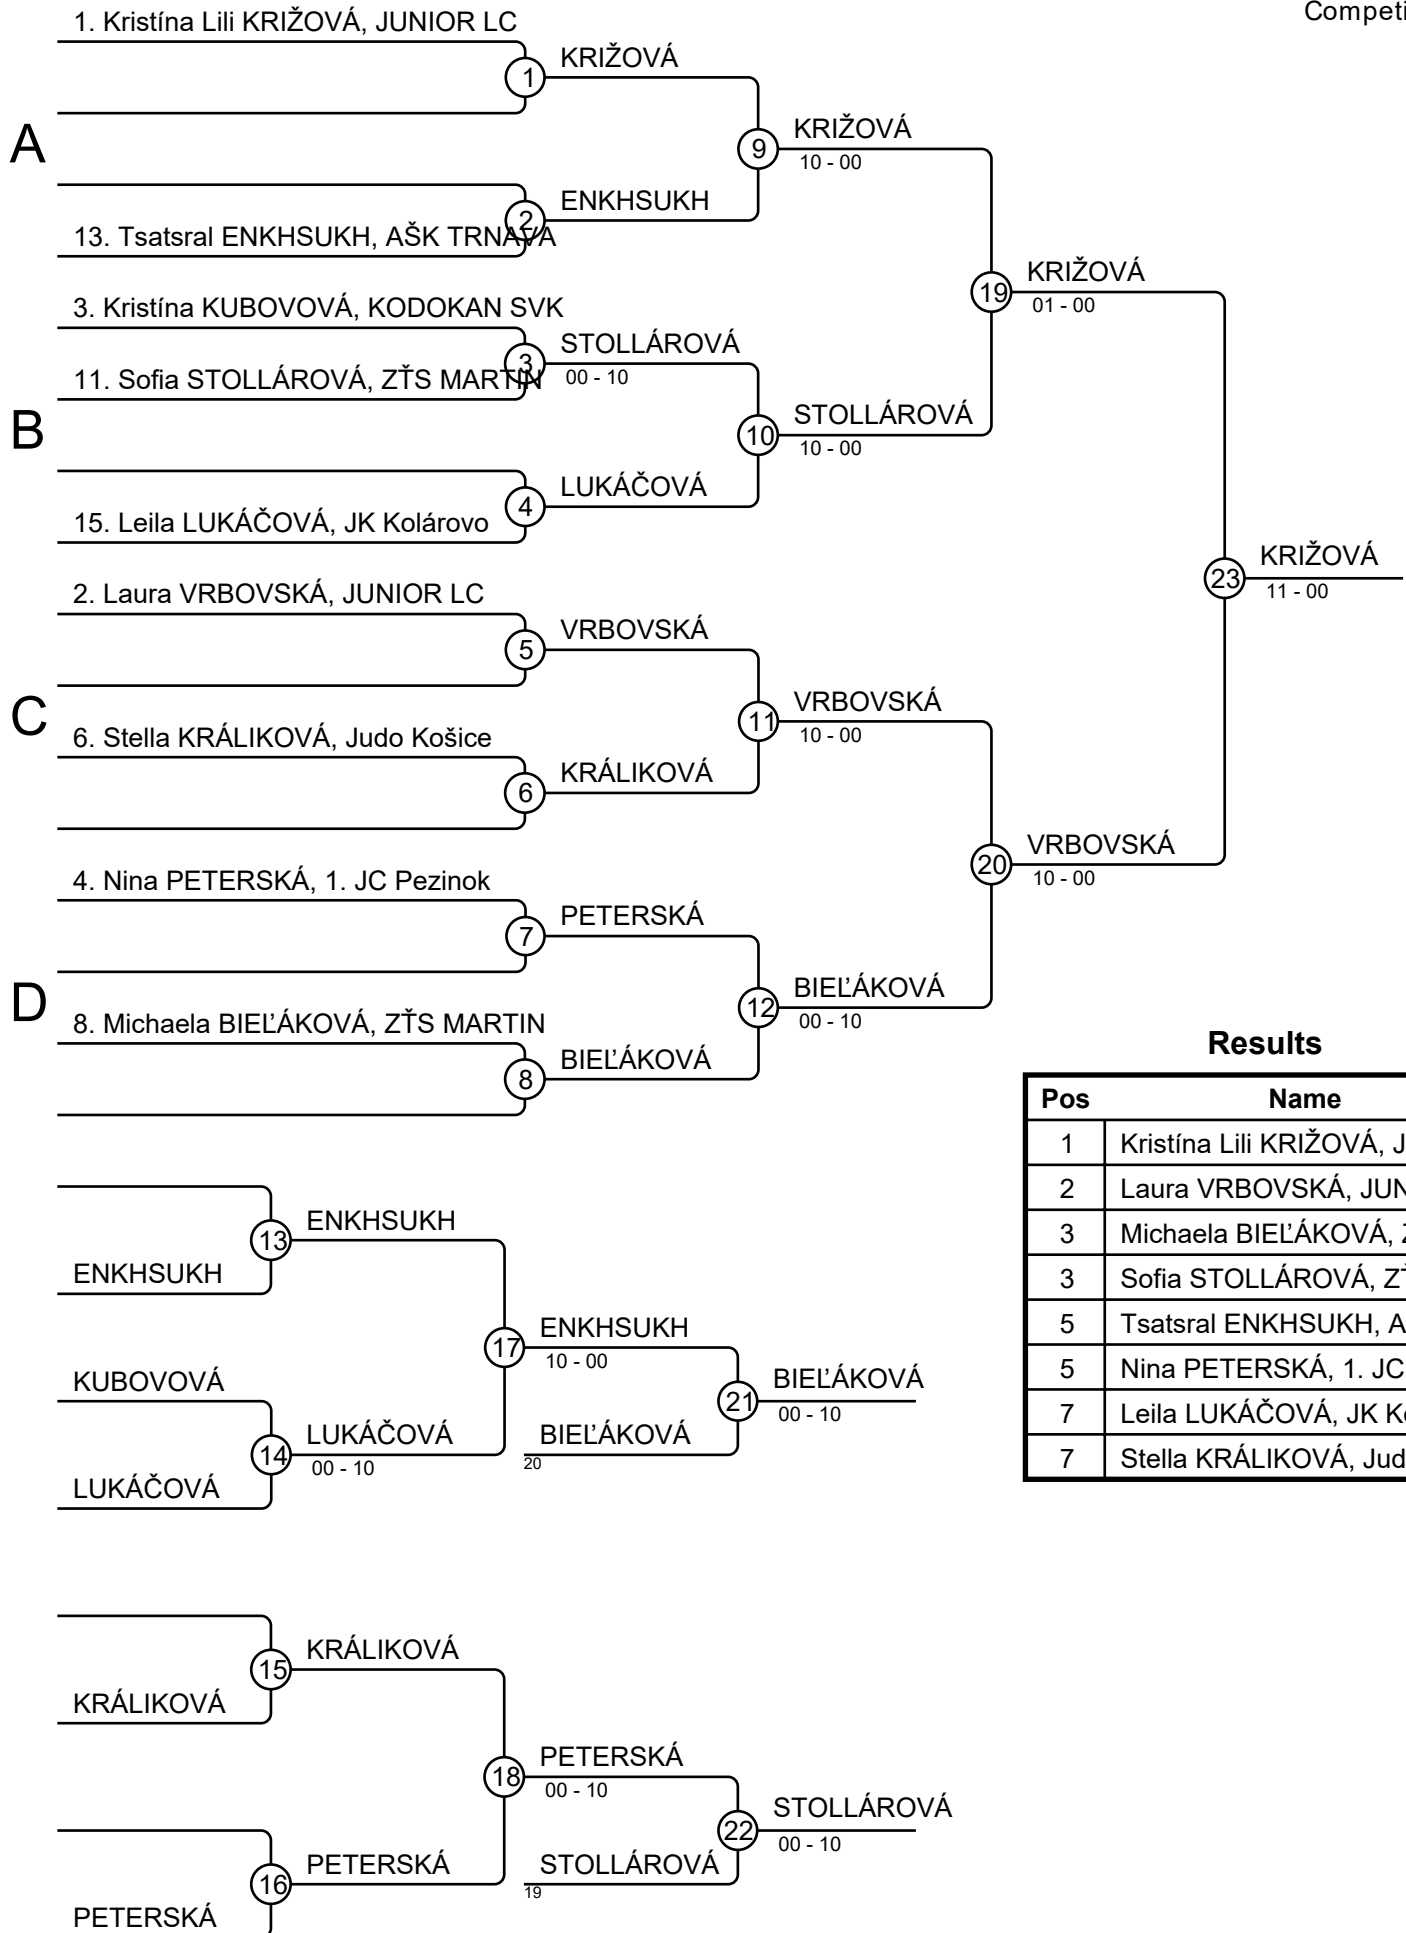 Competi
1. Kristína Lili KRIŽOVÁ, JUNIOR LC
1
KRIŽOVÁ
A
9
KRIŽOVÁ
10 - 00
2
ENKHSUKH
13. Tsatsral ENKHSUKH, AŠK TRNAVA
19
KRIŽOVÁ
01 - 00
3. Kristína KUBOVOVÁ, KODOKAN SVK
3
STOLLÁROVÁ
00 - 10
11. Sofia STOLLÁROVÁ, ZŤS MARTIN
B
10
STOLLÁROVÁ
10 - 00
4
LUKÁČOVÁ
15. Leila LUKÁČOVÁ, JK Kolárovo
23
KRIŽOVÁ
11 - 00
2. Laura VRBOVSKÁ, JUNIOR LC
5
VRBOVSKÁ
C
11
VRBOVSKÁ
10 - 00
6. Stella KRÁLIKOVÁ, Judo Košice
6
KRÁLIKOVÁ
20
VRBOVSKÁ
10 - 00
4. Nina PETERSKÁ, 1. JC Pezinok
7
PETERSKÁ
D
12
BIEĽÁKOVÁ
00 - 10
8. Michaela BIEĽÁKOVÁ, ZŤS MARTIN
8
BIEĽÁKOVÁ
Results
Pos Name
1 Kristína Lili KRIŽOVÁ, J
2 Laura VRBOVSKÁ, JUN
3 Michaela BIEĽÁKOVÁ, Z
3 Sofia STOLLÁROVÁ, ZŤ
5 Tsatsral ENKHSUKH, A
5 Nina PETERSKÁ, 1. JC
7 Leila LUKÁČOVÁ, JK Ko
7 Stella KRÁLIKOVÁ, Jud
13
ENKHSUKH
ENKHSUKH
17
ENKHSUKH
10 - 00
KUBOVOVÁ
14
LUKÁČOVÁ
00 - 10
LUKÁČOVÁ
21
BIEĽÁKOVÁ
00 - 10
BIEĽÁKOVÁ
20
15
KRÁLIKOVÁ
KRÁLIKOVÁ
18
PETERSKÁ
00 - 10
16
PETERSKÁ
PETERSKÁ
22
STOLLÁROVÁ
00 - 10
STOLLÁROVÁ
19